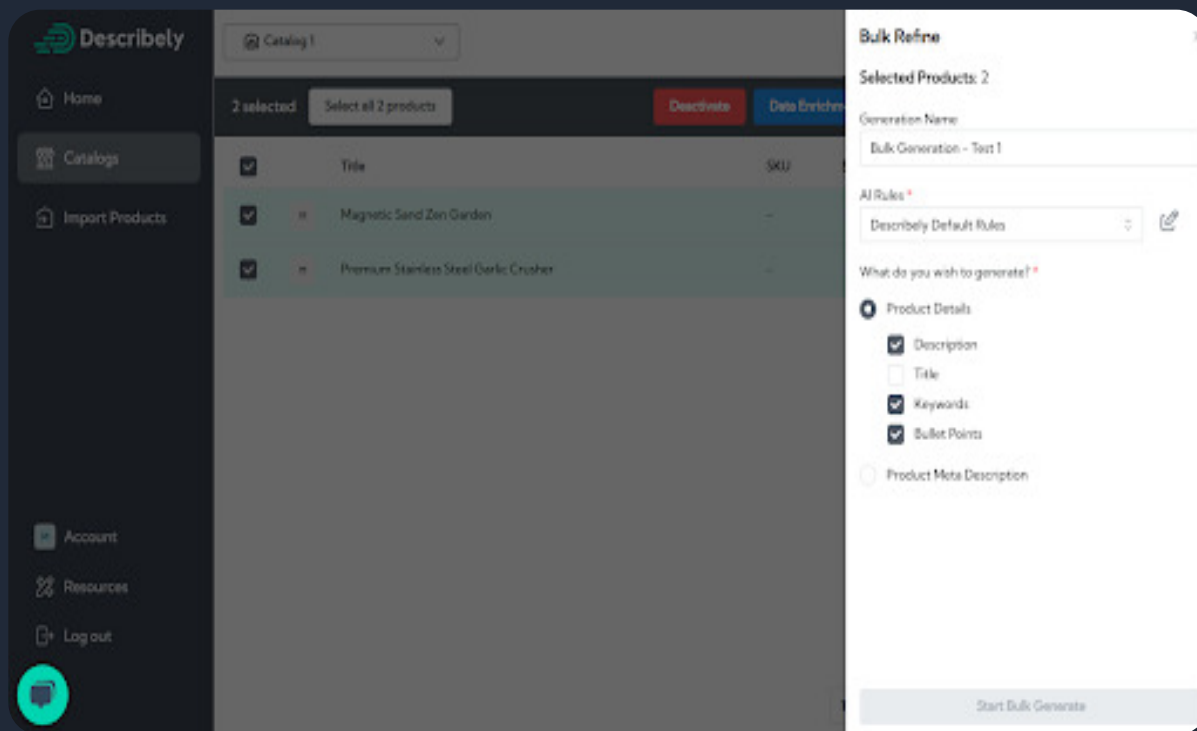 Describely
Home
Catalogs
Import Products
Account
Resources
Log out
Catalog 1
2 selected
Select all 2 products
Deactivate
Data Enrichm
Title
SKU
Magnetic Sand Zen Garden
-
Premium Stainless Steel Garlic Crusher
-
Bulk Refine
Selected Products: 2
Generation Name
Bulk Generation - Test 1
AI Rules *
Describely Default Rules
What do you wish to generate? *
Product Details
Description
Title
Keywords
Bullet Points
Product Meta Description
Start Bulk Generate